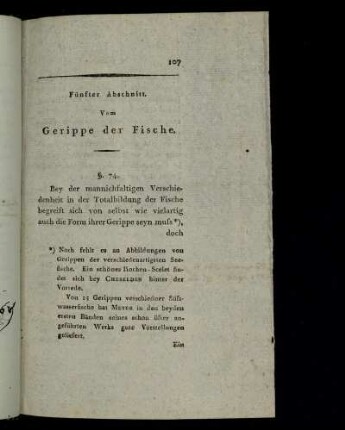 107
Fünfter Abschnitt.
Vom
Gerippe der Fische.
§. 74.
Bey der mannichfaltigen Verschie-
denheit in der Totalbildung der Fische
begreift sich von selbst wie vielartig
auch die Form ihrer Gerippe seyn muss*),
doch
*) Noch fehlt es an Abbildungen von
Gerippen der verschiedenartigsten See-
fische. Ein schönes Rochen-Scelet fin-
det sich bey CHESELDEN hinter der
Vorrede.
Von 25 Gerippen verschiedner Süss-
wasserfische hat MEYER in den beyden
ersten Bänden seines schon öfter an-
geführten Werks gute Vorstellungen
geliefert.
Ein